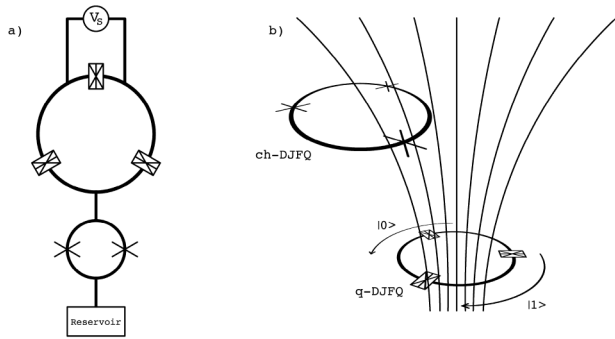 a)
Vs
Reservoir
b)
ch-DJFQ
|0>
q-DJFQ
|1>